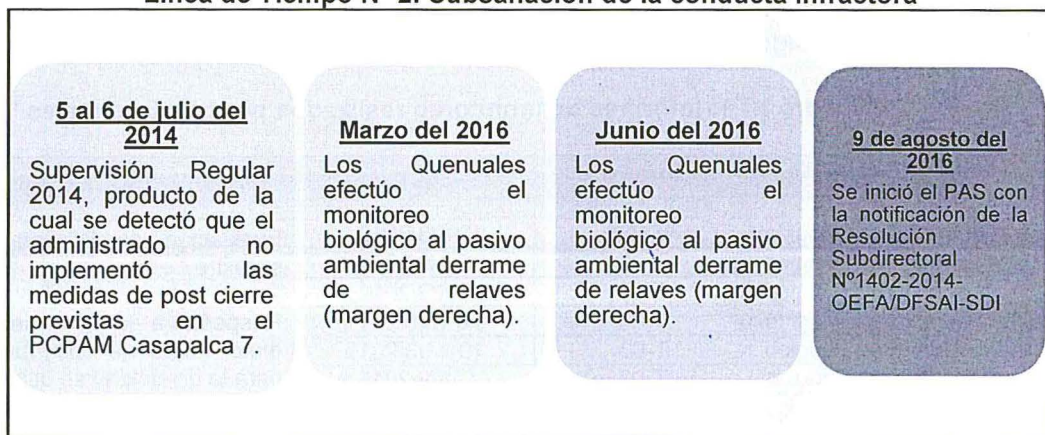 Línea de Tiempo N° 2: Subsanación de la conducta infractora
5 al 6 de julio del
2014
Supervisión Regular
2014, producto de la
cual se detectó que el
administrado no
implementó las
medidas de post cierre
previstas en el
PCPAM Casapalca 7.
Marzo del 2016
Los Quenuales
efectúo el
monitoreo
biológico al pasivo
ambiental derrame
de relaves
(margen derecha).
Junio del 2016
Los Quenuales
efectúo el
monitoreo
biológico al pasivo
ambiental derrame
de relaves (margen
derecha).
9 de agosto del
2016
Se inició el PAS con
la notificación de la
Resolución
Subdirectoral
Nº1402-2014-
OEFA/DFSAI-SDI